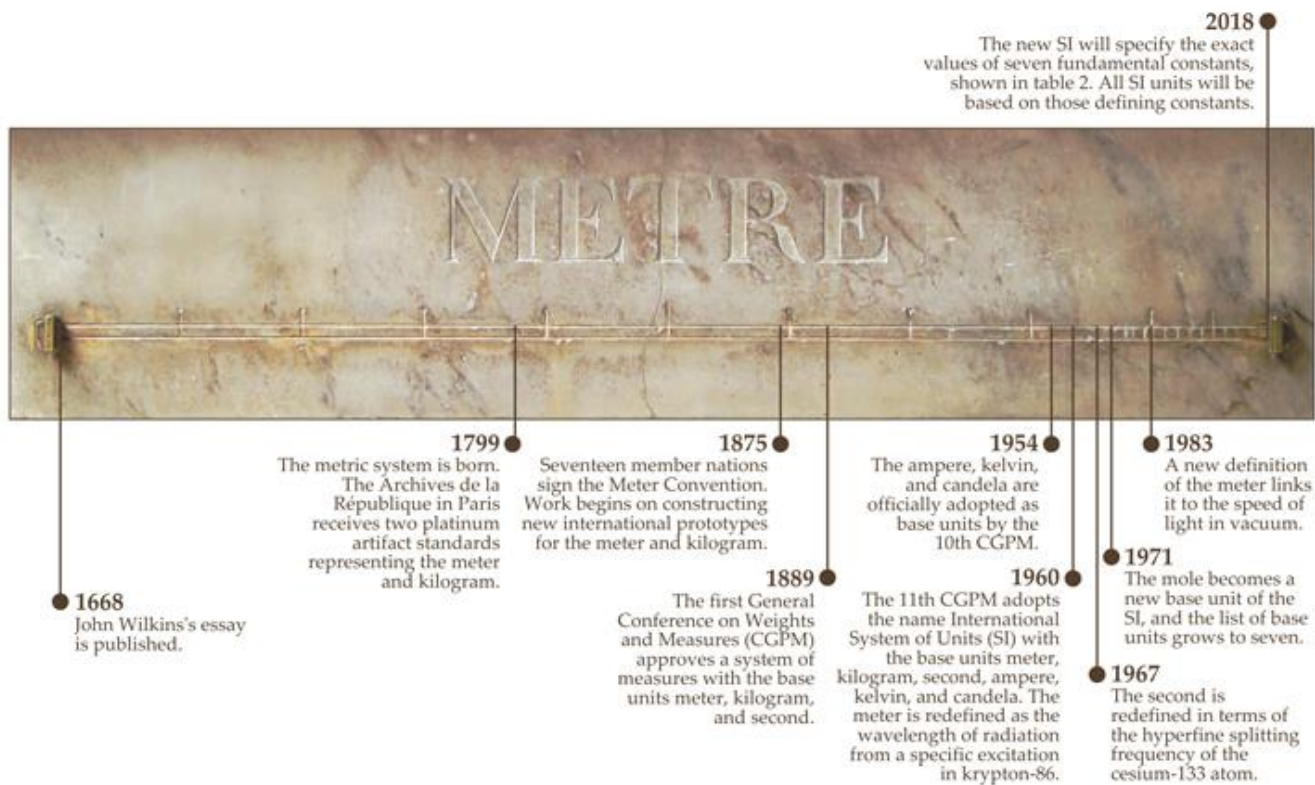 2018
The new SI will specify the exact
values of seven fundamental constants,
shown in table 2. All SI units will be
based on those defining constants.
METRE
1799
The metric system is born.
The Archives de la
République in Paris
receives two platinum
artifact standards
representing the meter
and kilogram.
1875
Seventeen member nations
sign the Meter Convention.
Work begins on constructing
new international prototypes
for the meter and kilogram.
1954
The ampere, kelvin,
and candela are
officially adopted as
base units by the
10th CGPM.
1983
A new definition
of the meter links
it to the speed of
light in vacuum.
1668
John Wilkins's essay
is published.
1889
The first General
Conference on Weights
and Measures (CGPM)
approves a system of
measures with the base
units meter, kilogram,
and second.
1960
The 11th CGPM adopts
the name International
System of Units (SI) with
the base units meter,
kilogram, second, ampere,
kelvin, and candela. The
meter is redefined as the
wavelength of radiation
from a specific excitation
in krypton-86.
1971
The mole becomes a
new base unit of the
SI, and the list of base
units grows to seven.
1967
The second is
redefined in terms of
the hyperfine splitting
frequency of the
cesium-133 atom.